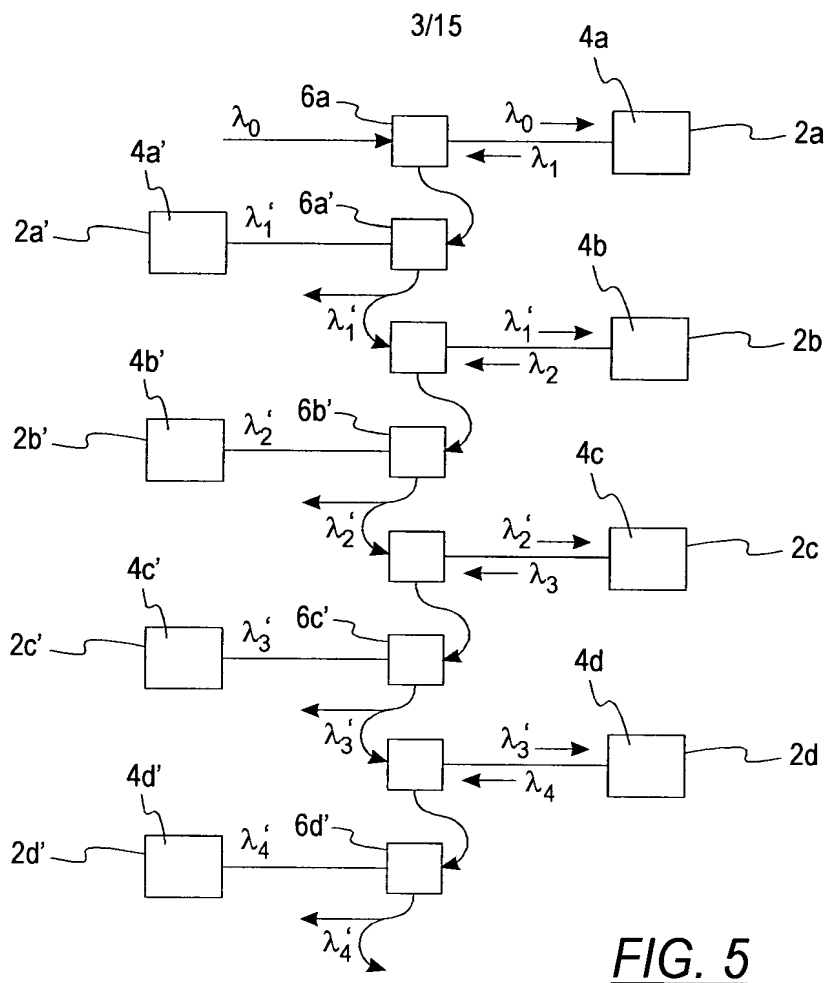 3/15
4a
6a
λ0
λ0
2a
λ1
4a'
6a'
2a'
λ1'
4b
λ1'
λ1'
2b
λ2
4b'
6b'
2b'
λ2'
4c
λ2'
λ2'
2c
λ3
4c'
6c'
2c'
λ3'
4d
λ3'
λ3'
2d
λ4
4d'
6d'
2d'
λ4'
λ4'
FIG. 5